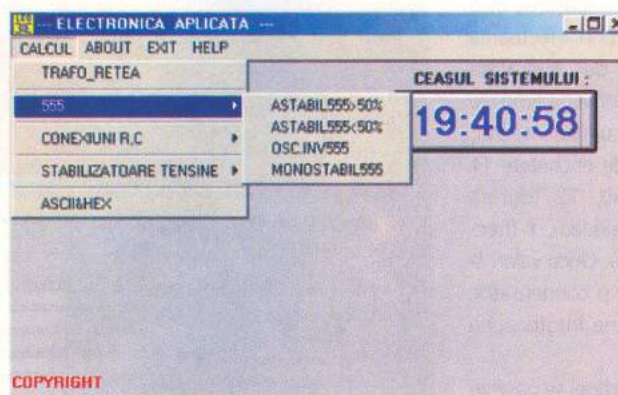 --- ELECTRONICA APLICATA ---
CALCUL ABOUT EXIT HELP
TRAFO_RETEA
555
CONEXIUNI R,C
STABILIZATOARE TENSINE
ASCII&HEX
ASTABIL555>50%
ASTABIL555<50%
OSC.INV555
MONOSTABIL555
CEASUL SISTEMULUI :
19:40:58
COPYRIGHT